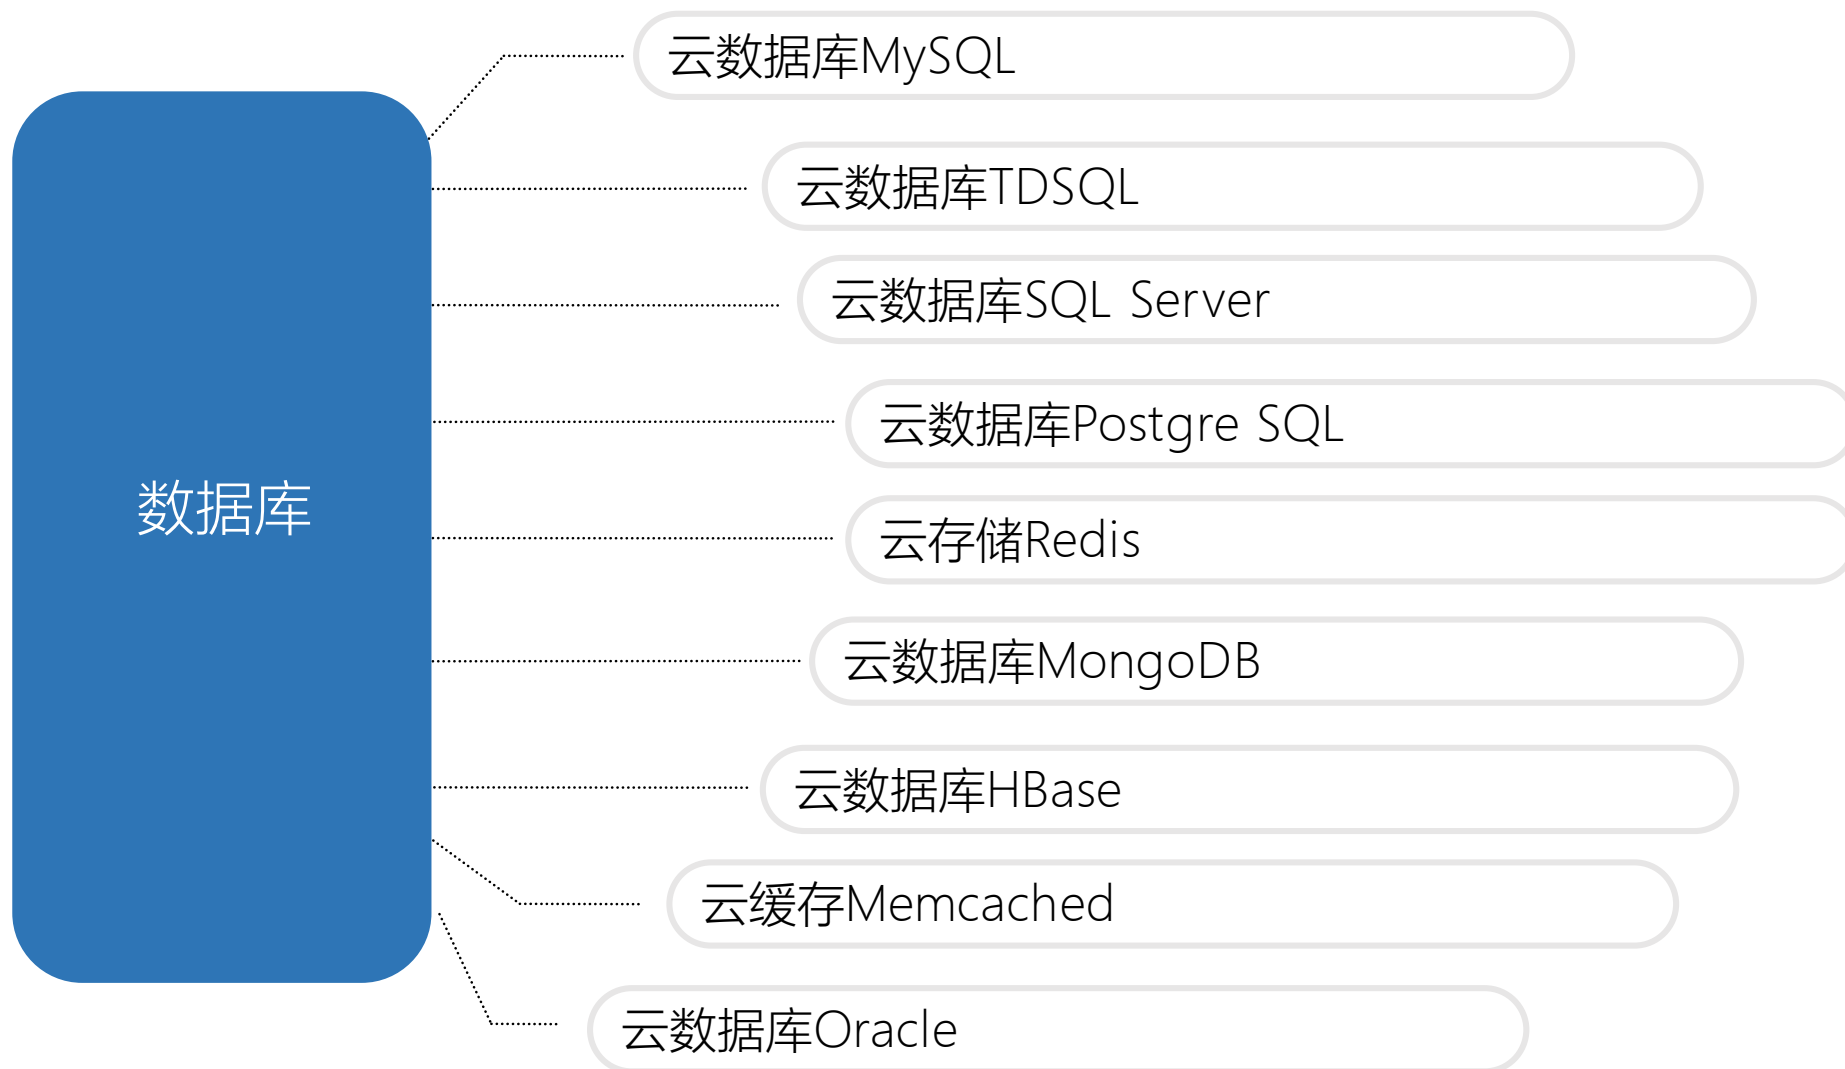 云数据库MySQL
云数据库TDSQL
云数据库SQL Server
云数据库Postgre SQL
数据库
云存储Redis
云数据库MongoDB
云数据库HBase
云缓存Memcached
云数据库Oracle